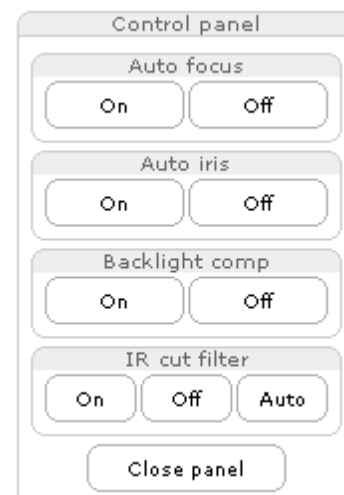 Control panel
Auto focus
On Off
Auto iris
On Off
Backlight comp
On Off
IR cut filter
On Off Auto
Close panel